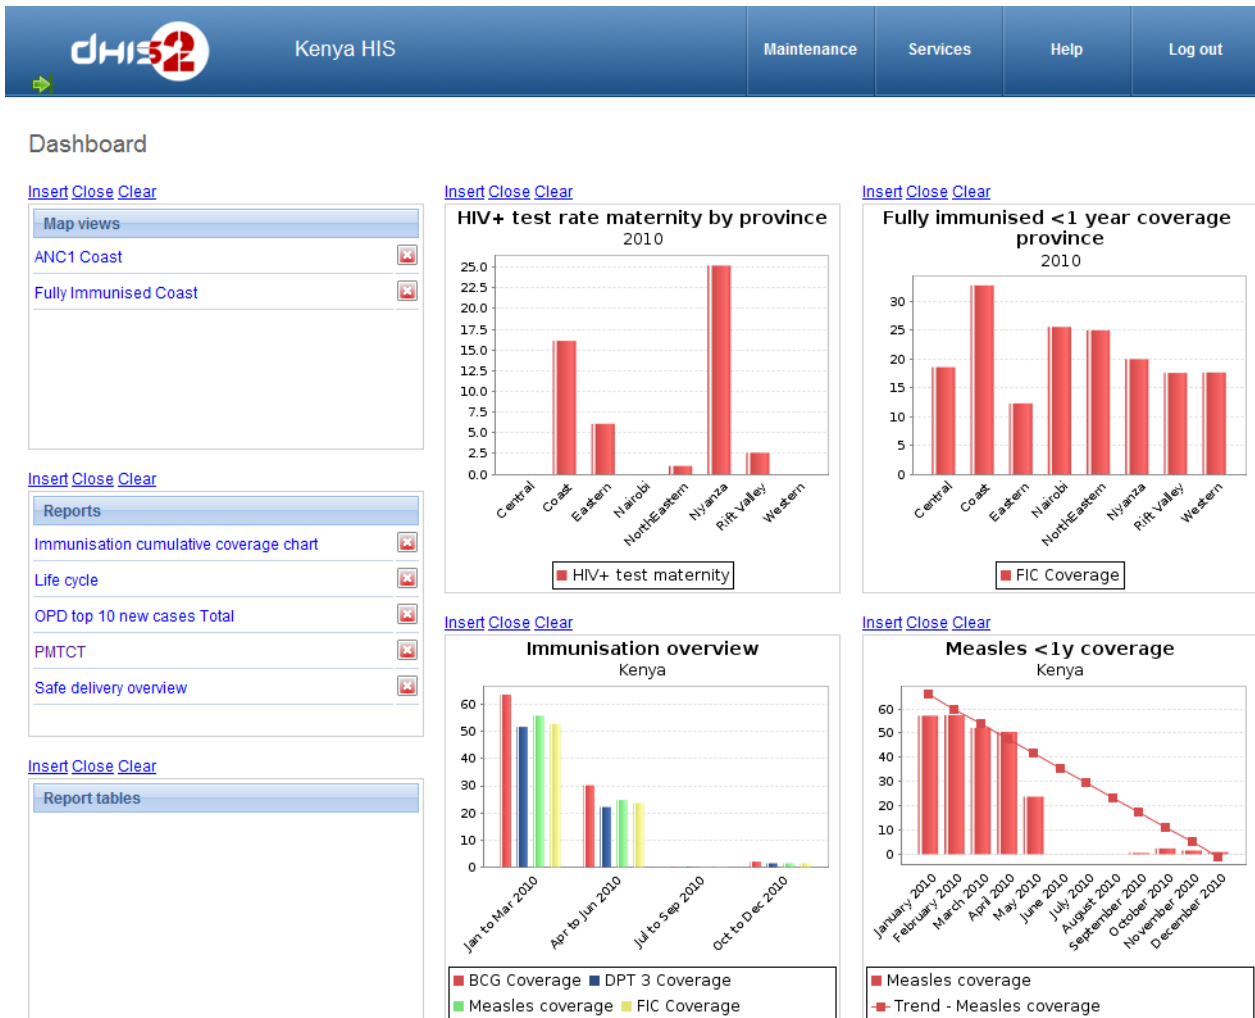 dHIS2
Kenya HIS
Maintenance
Services
Help
Log out
Dashboard
Insert Close Clear
Map views
ANC1 Coast
Fully Immunised Coast
Insert Close Clear
Reports
Immunisation cumulative coverage chart
Life cycle
OPD top 10 new cases Total
PMTCT
Safe delivery overview
Insert Close Clear
Report tables
Insert Close Clear
HIV+ test rate maternity by province
2010
25.0
22.5
20.0
17.5
15.0
12.5
10.0
7.5
5.0
2.5
0.0
Central
Coast
Eastern
Nairobi
NorthEastern
Nyanza
Rift Valley
Western
HIV+ test maternity
Insert Close Clear
Fully immunised <1 year coverage
province
2010
30
25
20
15
10
5
0
Central
Coast
Eastern
Nairobi
NorthEastern
Nyanza
Rift Valley
Western
FIC Coverage
Insert Close Clear
Immunisation overview
Kenya
60
50
40
30
20
10
0
Jan to Mar 2010
Apr to Jun 2010
Jul to Sep 2010
Oct to Dec 2010
BCG Coverage DPT 3 Coverage
Measles coverage FIC Coverage
Insert Close Clear
Measles <1y coverage
Kenya
60
50
40
30
20
10
0
January 2010
February 2010
March 2010
April 2010
May 2010
June 2010
July 2010
August 2010
September 2010
October 2010
November 2010
December 2010
Measles coverage
Trend - Measles coverage